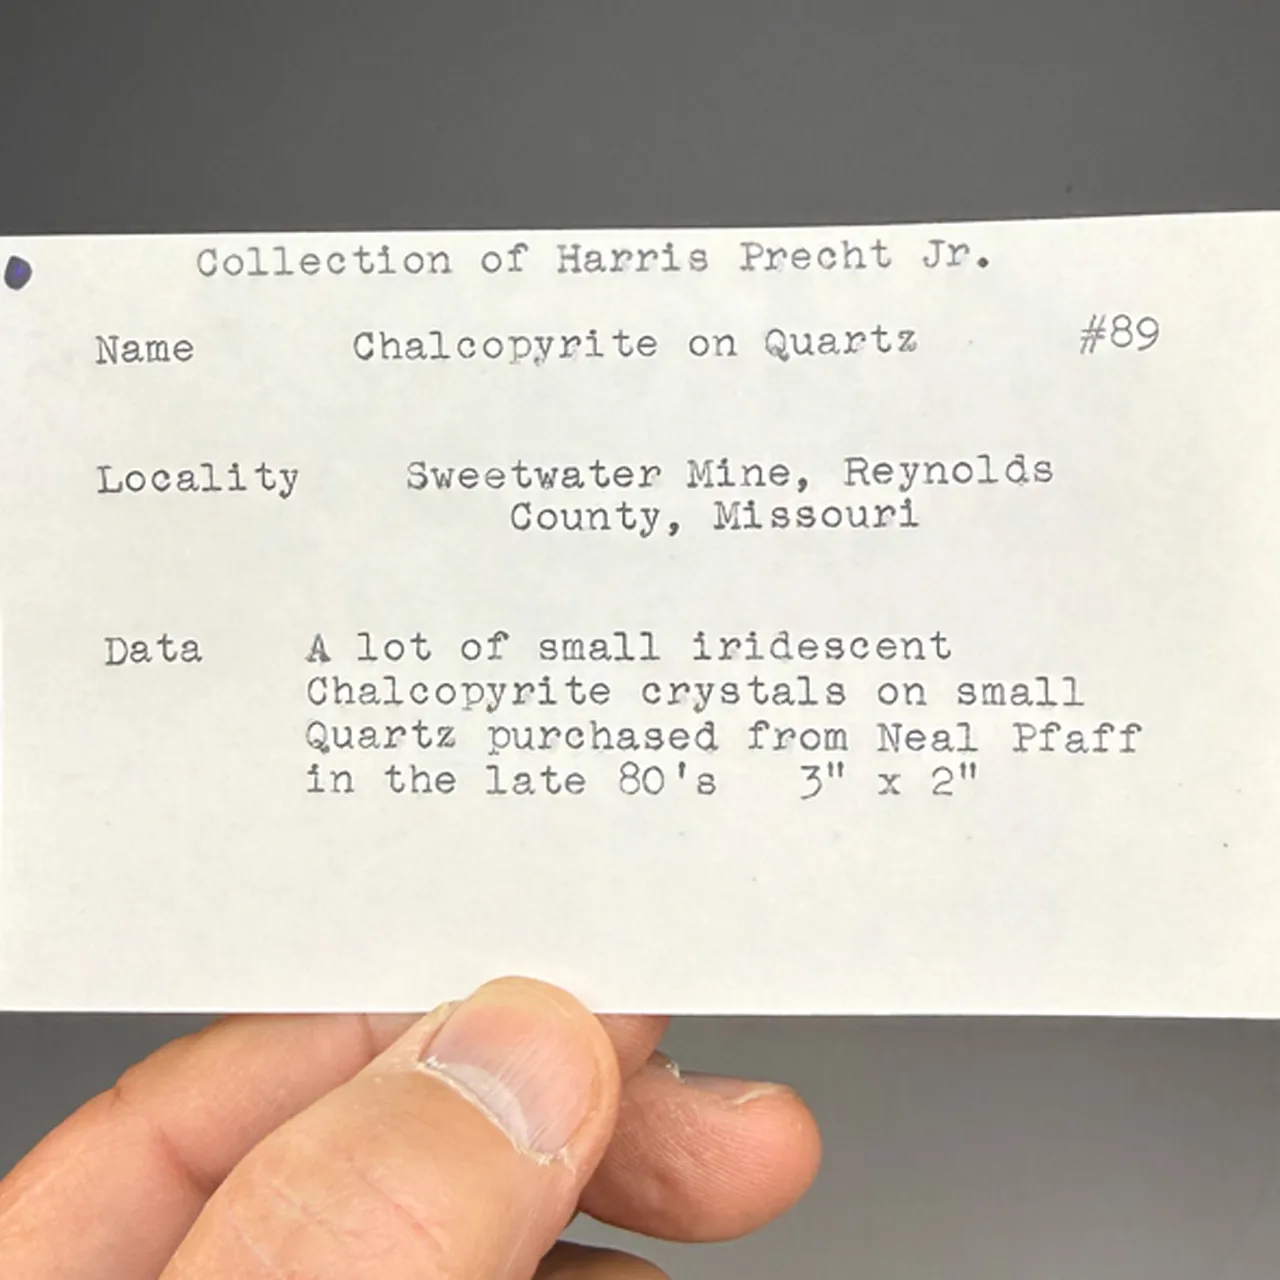 Collection of Harris Precht Jr.
Name Chalcopyrite on Quartz #89
Locality Sweetwater Mine, Reynolds
County, Missouri
Data A lot of small iridescent
Chalcopyrite crystals on small
Quartz purchased from Neal Pfaff
in the late 80's 3" x 2"